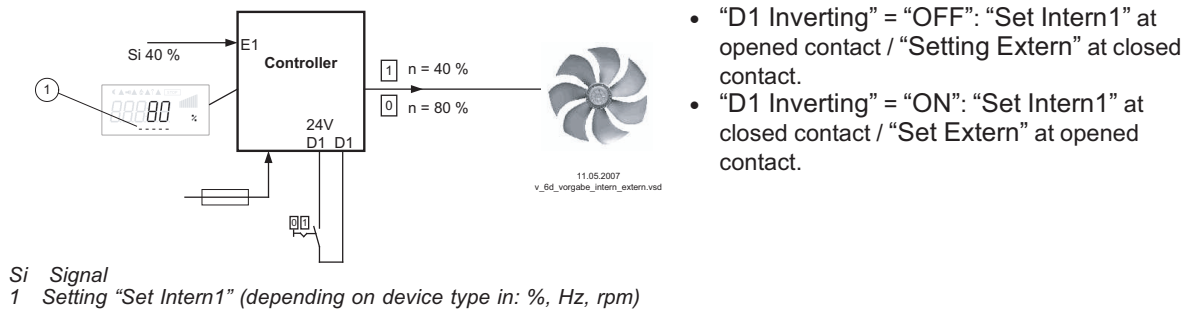 Si 40 %
E1
Controller
1 n = 40 %
0 n = 80 %
1
80
%
24V
D1 D1
0 1
11.05.2007
v_6d_vorgabe_intern_extern.vsd
Si Signal
1 Setting “Set Intern1” (depending on device type in: %, Hz, rpm)
• “D1 Inverting” = “OFF”: “Set Intern1” at
opened contact / “Setting Extern” at closed
contact.
• “D1 Inverting” = “ON”: “Set Intern1” at
closed contact / “Set Extern” at opened
contact.